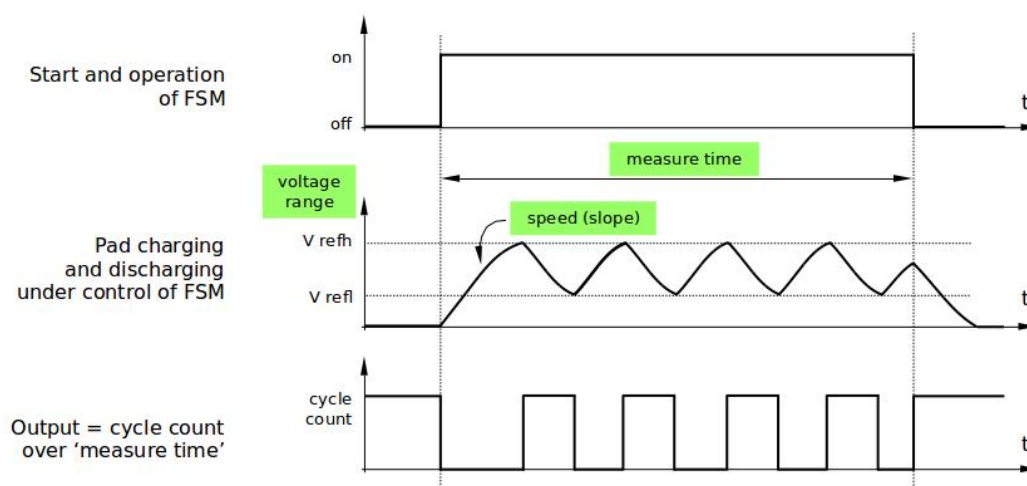 Start and operation
of FSM
on
off
t
measure time
voltage
range
speed (slope)
Pad charging
and discharging
under control of FSM
V refh
V refl
t
Output = cycle count
over ‘measure time’
cycle
count
t